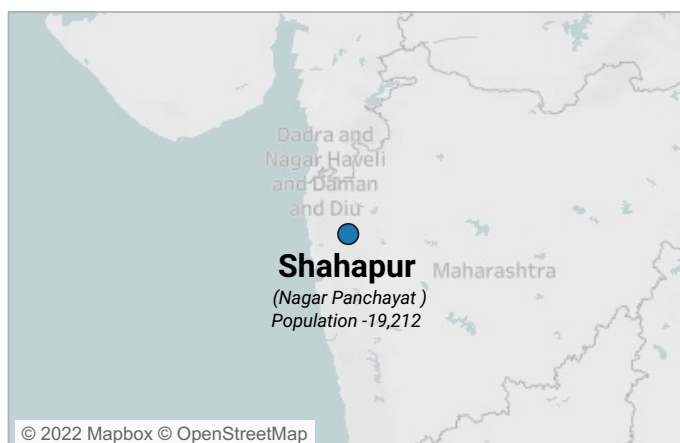 Dadra and
Nagar Haveli
and Daman
and Diu
Shahapur
(Nagar Panchayat )
Population -19,212
Maharashtra
© 2022 Mapbox © OpenStreetMap